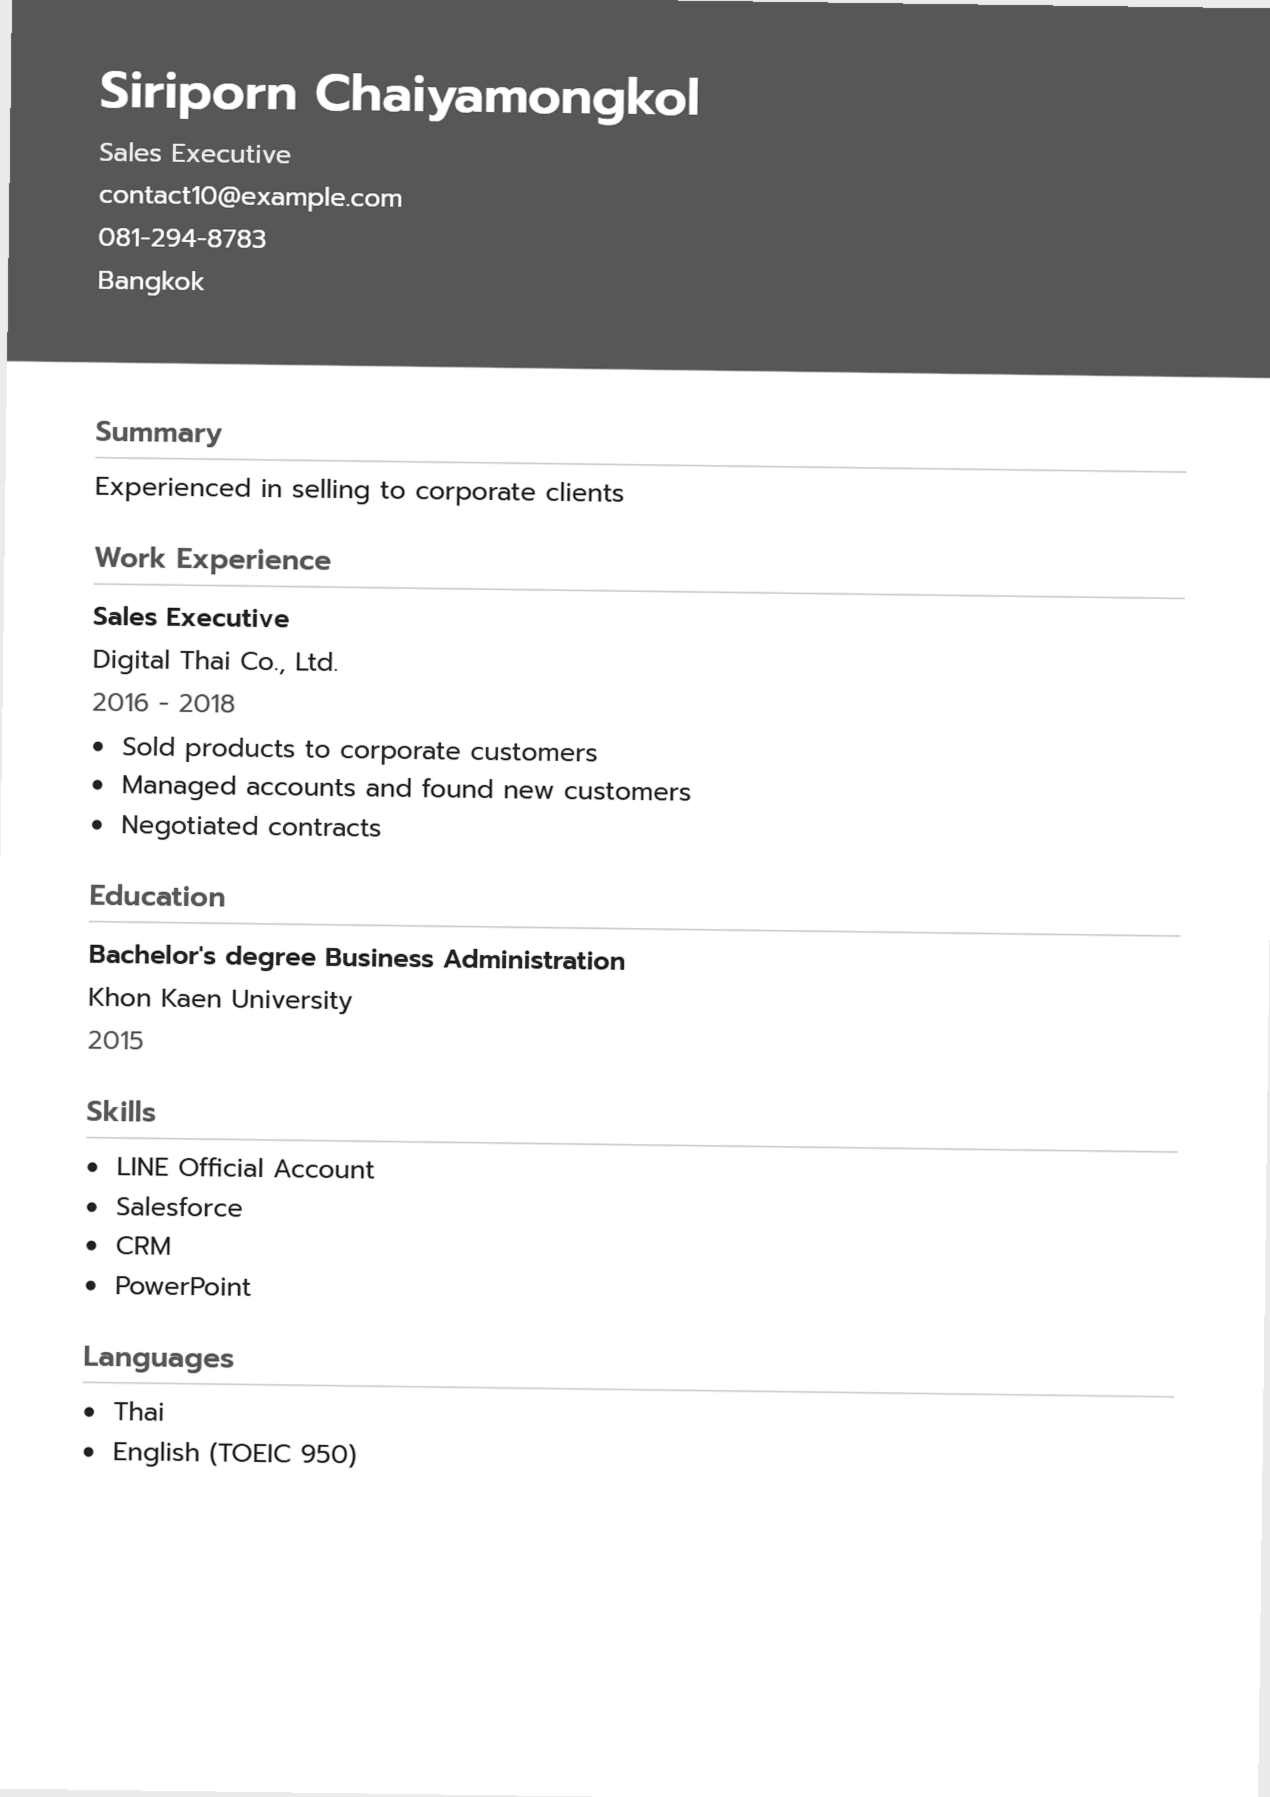 Siriporn Chaiyamongkol
Sales Executive
contact10@example.com
081-294-8783
Bangkok
Summary
Experienced in selling to corporate clients
Work Experience
Sales Executive
Digital Thai Co., Ltd.
2016 - 2018
• Sold products to corporate customers
• Managed accounts and found new customers
• Negotiated contracts
Education
Bachelor's degree Business Administration
Khon Kaen University
2015
Skills
• LINE Official Account
• Salesforce
• CRM
• PowerPoint
Languages
• Thai
• English (TOEIC 950)